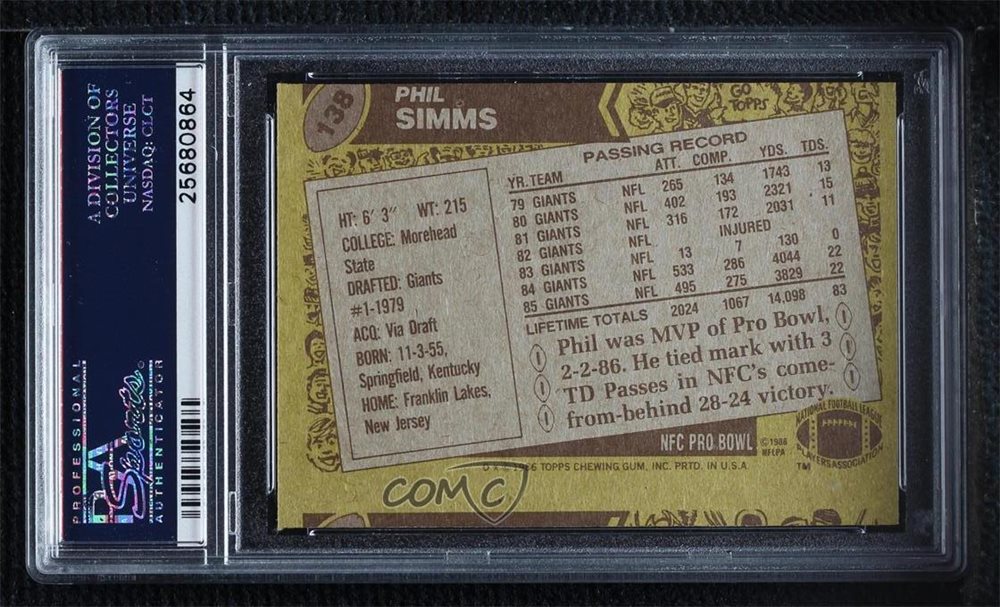 A DIVISION OF
COLLECTORS
UNIVERSE
NASDAQ: CLCT
25680864
PROFESSIONAL
PSA
Sports
AUTHENTICATOR
138
PHIL
SIMMS
GO
TOPPS
HT: 6' 3" WT: 215
COLLEGE: Morehead
State
DRAFTED: Giants
#1-1979
ACQ: Via Draft
BORN: 11-3-55,
Springfield, Kentucky
HOME: Franklin Lakes,
New Jersey
PASSING RECORD
YR. TEAM ATT. COMP. YDS. TDS.
79 GIANTS NFL 265 134 1743 13
80 GIANTS NFL 402 193 2321 15
81 GIANTS NFL 316 172 2031 11
82 GIANTS NFL INJURED
83 GIANTS NFL 13 7 130 0
84 GIANTS NFL 533 286 4044 22
85 GIANTS NFL 495 275 3829 22
LIFETIME TOTALS 2024 1067 14,098 83
Phil was MVP of Pro Bowl,
2-2-86. He tied mark with 3
TD Passes in NFC's come-
from-behind 28-24 victory.
NFC PRO BOWL
© 1986
NFLPA
NATIONAL FOOTBALL LEAGUE
PLAYERS ASSOCIATION
TM
TOPPS CHEWING GUM, INC. PRTD. IN U.S.A.
COMC